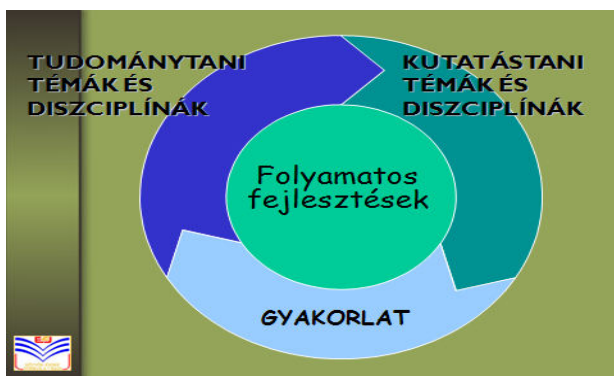 TUDOMÁNYTANI
TÉMÁK ÉS
DISZCIPLÍNÁK
KUTATÁSTANI
TÉMÁK ÉS
DISZCIPLÍNÁK
Folyamatos
fejlesztések
GYAKORLAT